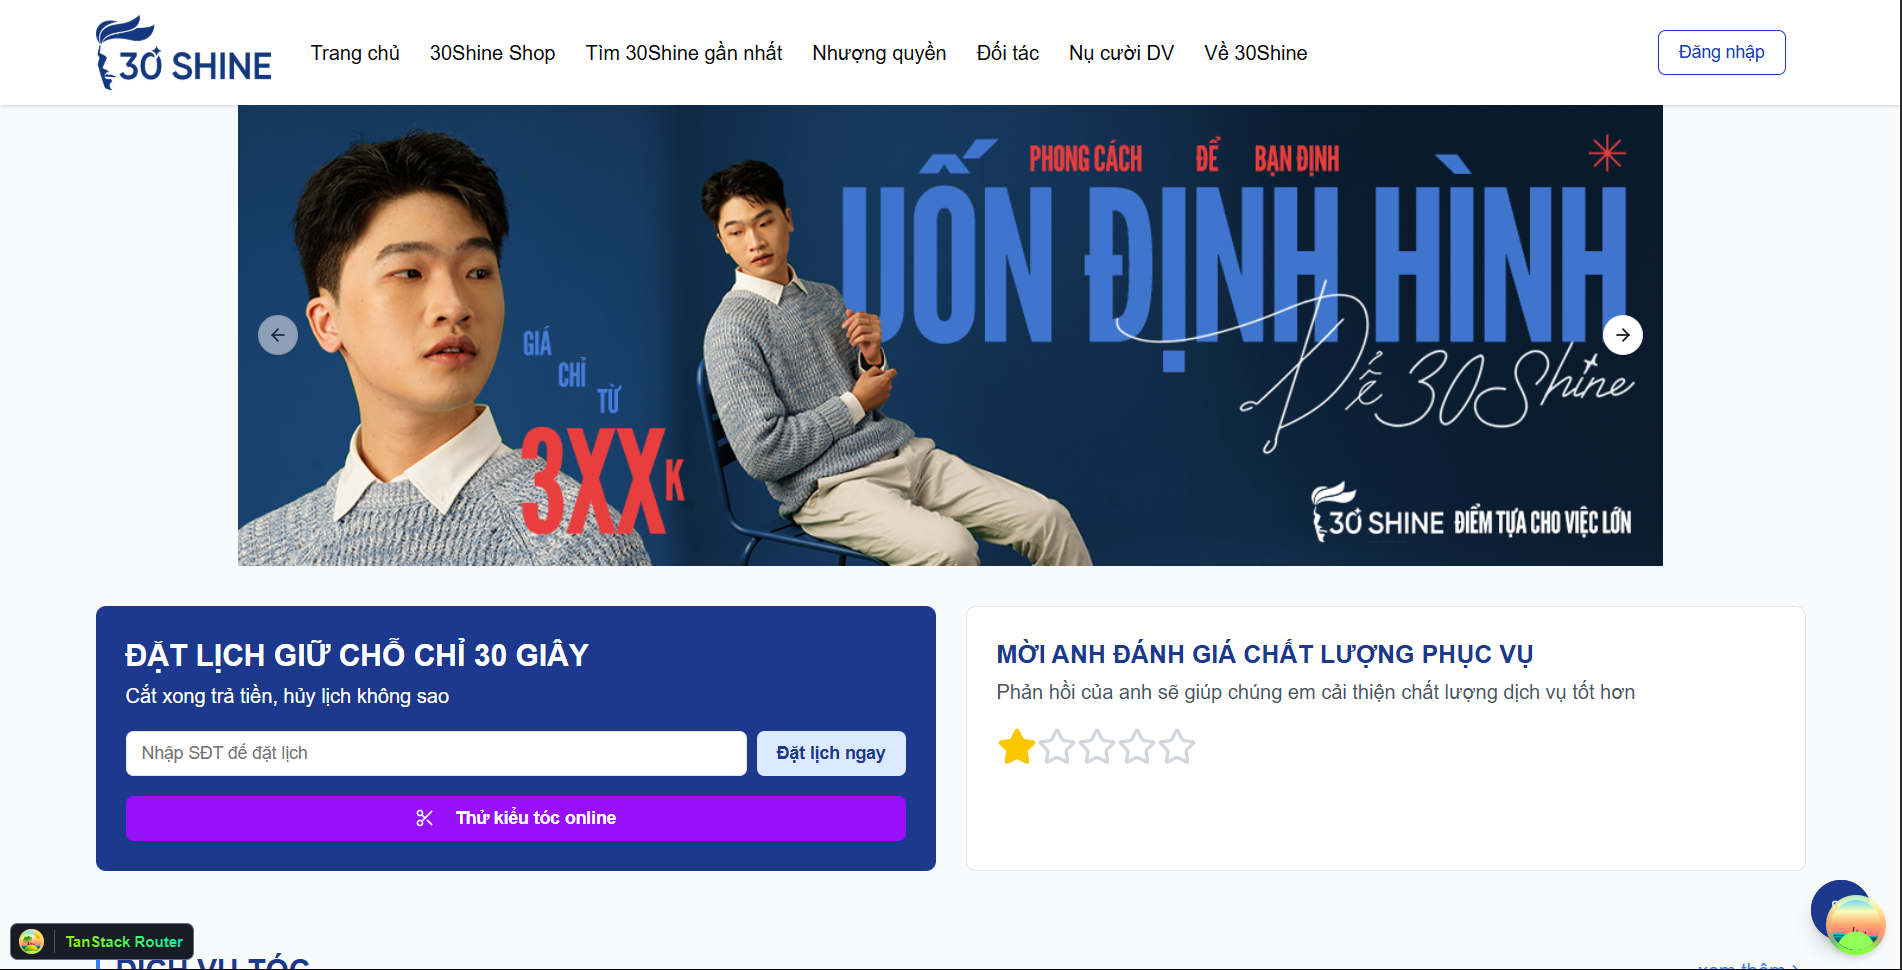 30 SHINE
Trang chủ
30Shine Shop
Tìm 30Shine gần nhất
Nhượng quyền
Đối tác
Nụ cười DV
Về 30Shine
Đăng nhập
PHONG CÁCH ĐỂ BẠN ĐỊNH
UỐN ĐỊNH HÌNH
Để 30Shine
GIÁ
CHỈ
TỪ
3XXK
30 SHINE ĐIỂM TỰA CHO VIỆC LỚN
ĐẶT LỊCH GIỮ CHỖ CHỈ 30 GIÂY
Cắt xong trả tiền, hủy lịch không sao
Nhập SĐT để đặt lịch
Đặt lịch ngay
Thử kiểu tóc online
MỜI ANH ĐÁNH GIÁ CHẤT LƯỢNG PHỤC VỤ
Phản hồi của anh sẽ giúp chúng em cải thiện chất lượng dịch vụ tốt hơn
TanStack Router
DỊCH VỤ TÓC
xem thêm